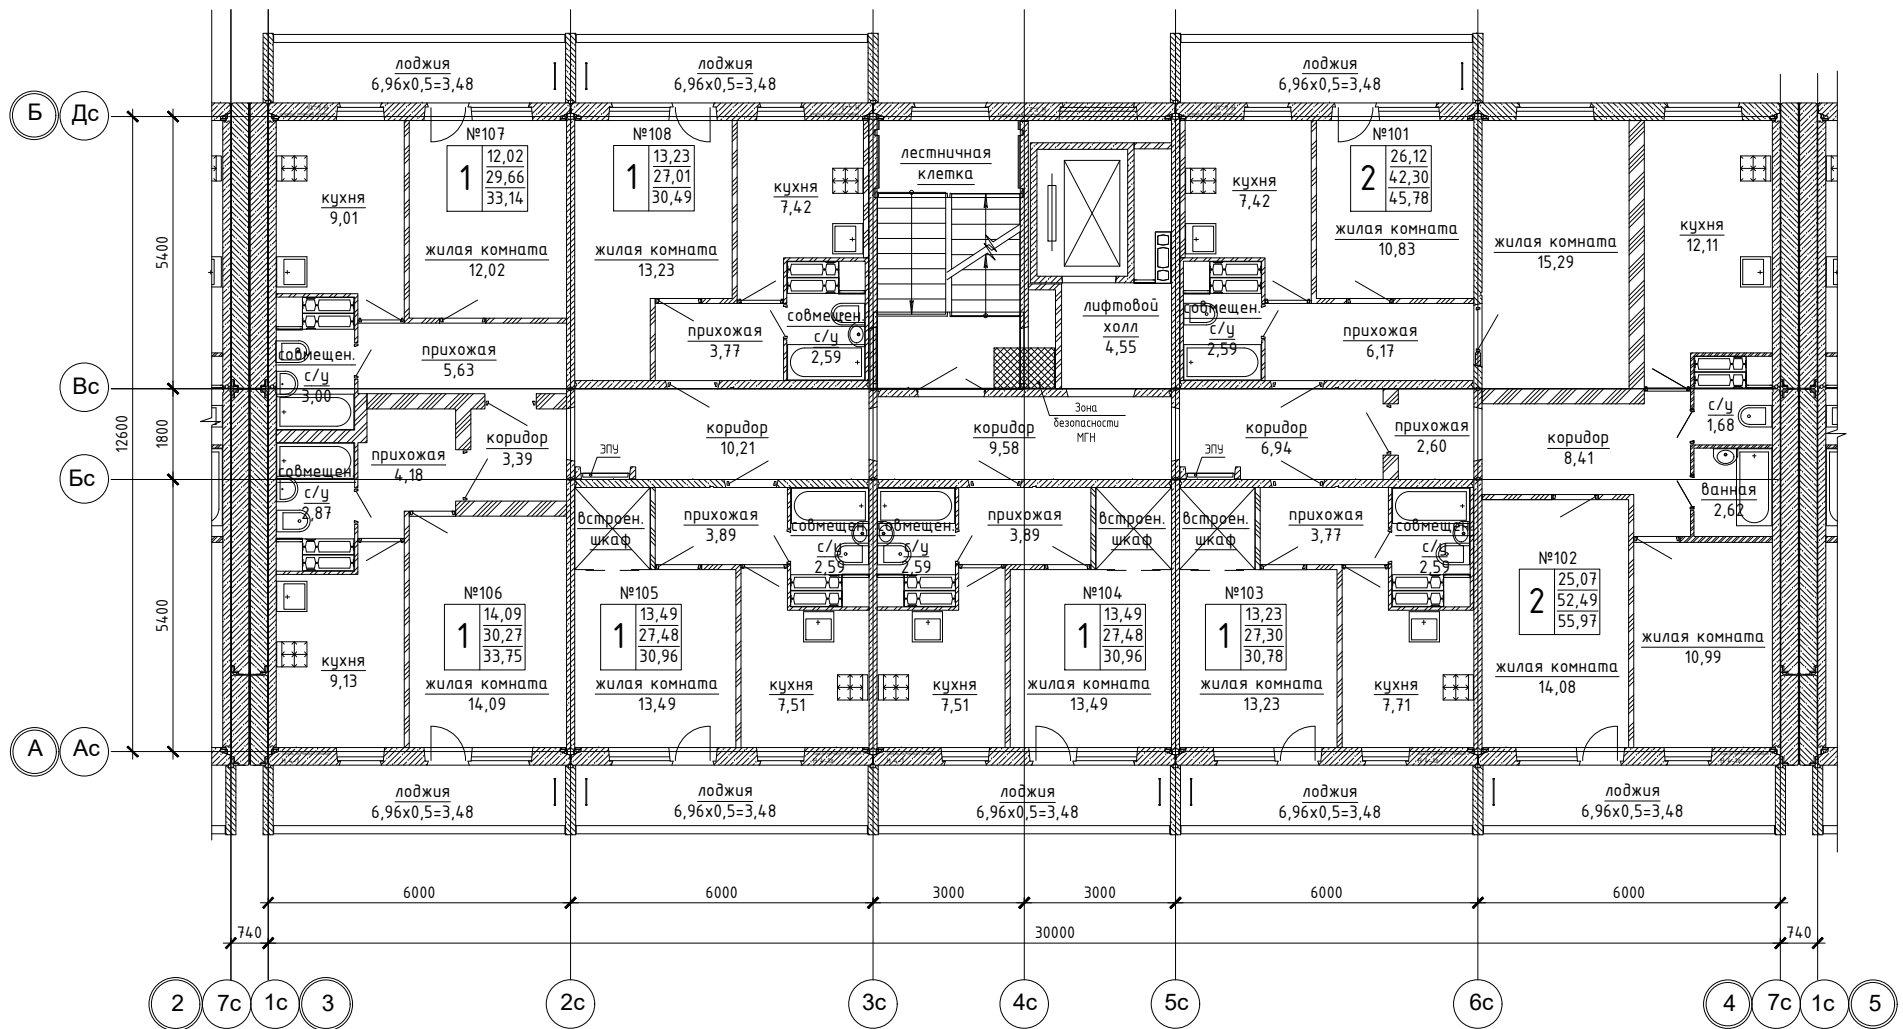 лоджия
6,96х0,5=3,48
лоджия
6,96х0,5=3,48
лоджия
6,96х0,5=3,48
Б
Дс
№107
1
12,02
29,66
33,14
№108
1
13,23
27,01
30,49
лестничная
клетка
№101
2
26,12
42,30
45,78
кухня
9,01
кухня
7,42
кухня
7,42
кухня
12,11
жилая комната
12,02
жилая комната
13,23
жилая комната
10,83
жилая комната
15,29
5400
совмещен.
с/у
3,00
прихожая
5,63
прихожая
3,77
совмещен.
с/у
2,59
лифтовой
холл
4,55
совмещен.
с/у
2,59
прихожая
6,17
Вс
12600
1800
Зона
безопасности
МГН
с/у
1,68
прихожая
4,18
коридор
3,39
коридор
10,21
ЭПУ
коридор
9,58
коридор
6,94
ЭПУ
прихожая
2,60
коридор
8,41
Бс
совмещен.
с/у
2,87
встроен.
шкаф
прихожая
3,89
совмещен.
с/у
2,59
совмещен.
с/у
2,59
прихожая
3,89
встроен.
шкаф
встроен.
шкаф
прихожая
3,77
совмещен.
с/у
2,59
ванная
2,62
5400
№106
1
14,09
30,27
33,75
№105
1
13,49
27,48
30,96
№104
1
13,49
27,48
30,96
№103
1
13,23
27,30
30,78
№102
2
25,07
52,49
55,97
кухня
9,13
жилая комната
14,09
жилая комната
13,49
кухня
7,51
кухня
7,51
жилая комната
13,49
жилая комната
13,23
кухня
7,71
жилая комната
14,08
жилая комната
10,99
А
Ас
лоджия
6,96х0,5=3,48
лоджия
6,96х0,5=3,48
лоджия
6,96х0,5=3,48
лоджия
6,96х0,5=3,48
лоджия
6,96х0,5=3,48
6000
6000
3000
3000
6000
6000
740
30000
740
2
7с
1с
3
2с
3с
4с
5с
6с
4
7с
1с
5